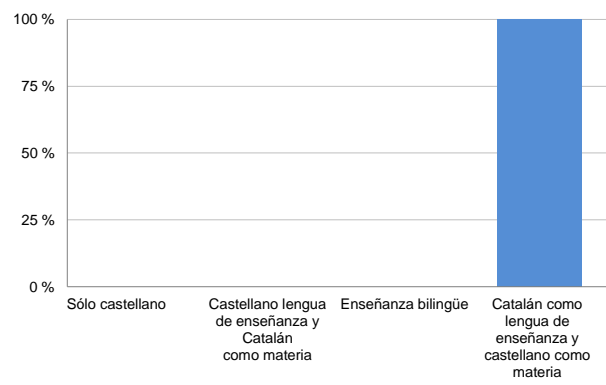 100 %
75 %
50 %
25 %
0 %
Sólo castellano
Castellano lengua
de enseñanza y
Catalán
como materia
Enseñanza bilingüe
Catalán como
lengua de
enseñanza y
castellano como
materia